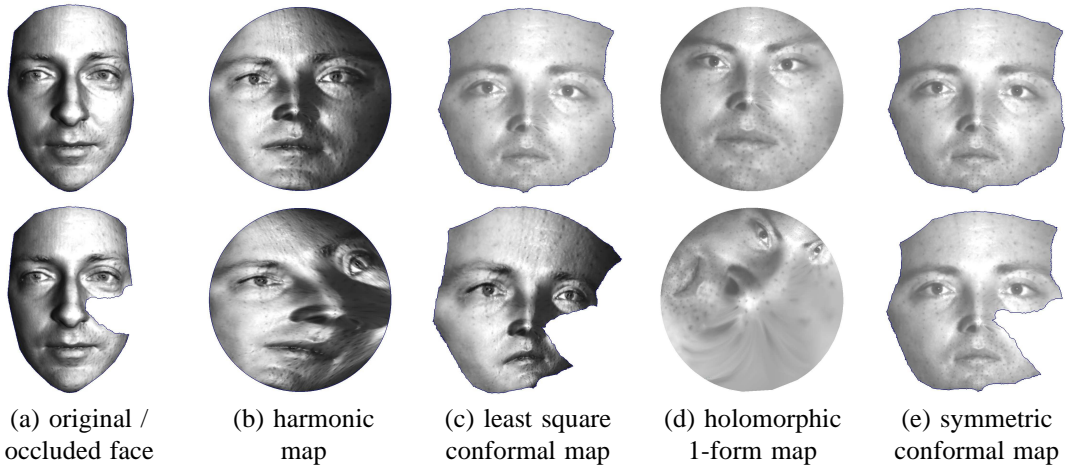 (a) original /
occluded face
(b) harmonic
map
(c) least square
conformal map
(d) holomorphic
1-form map
(e) symmetric
conformal map